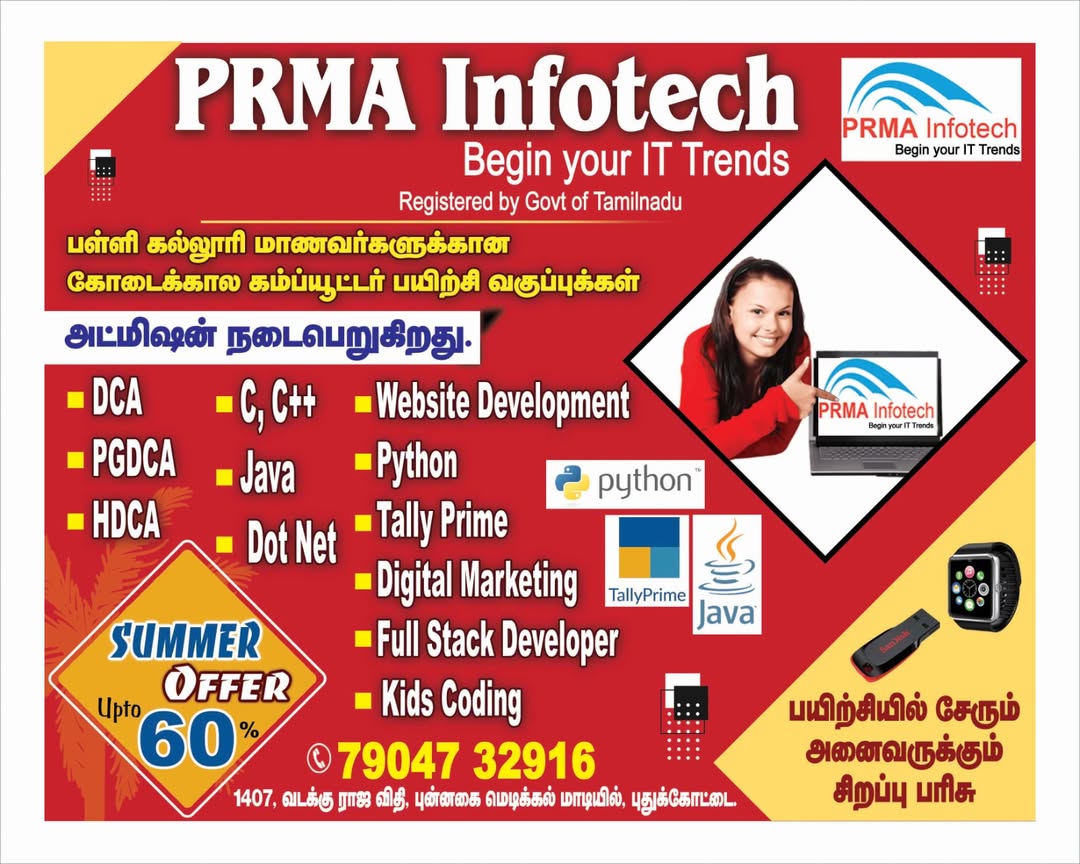 PRMA Infotech
Begin your IT Trends
Registered by Govt of Tamilnadu
PRMA Infotech
Begin your IT Trends
பள்ளி கல்லூரி மாணவர்களுக்கான
கோடைக்கால கம்ப்யூட்டர் பயிற்சி வகுப்புக்கள்
அட்மிஷன் நடைபெறுகிறது.
DCA
PGDCA
HDCA
C, C++
Java
Dot Net
Website Development
Python
Tally Prime
Digital Marketing
Full Stack Developer
Kids Coding
PRMA Infotech
Begin your IT Trends
python™
TallyPrime
Java™
SanDisk
SUMMER
OFFER
Upto
60%
பயிற்சியில் சேரும்
அனைவருக்கும்
சிறப்பு பரிசு
79047 32916
1407, வடக்கு ராஜ விதி, புன்னகை மெடிக்கல் மாடியில், புதுக்கோட்டை.